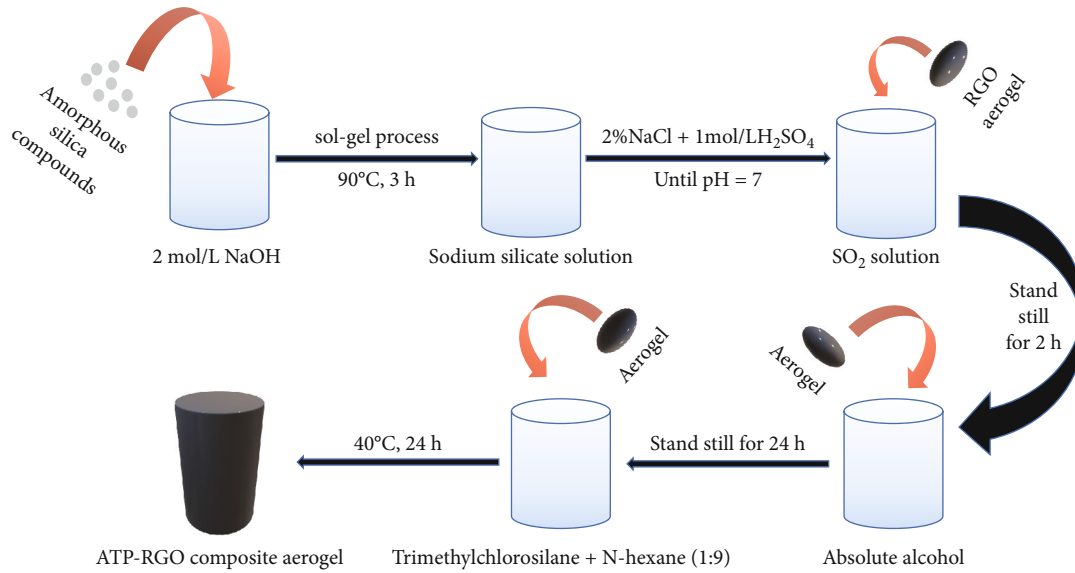 Amorphous
silica
compounds
2 mol/L NaOH
sol-gel process
90°C, 3 h
Sodium silicate solution
2%NaCl + 1mol/LH₂SO₄
Until pH = 7
RGO
aerogel
SO₂ solution
Stand
still
for 2 h
Aerogel
Absolute alcohol
Stand still for 24 h
Aerogel
Trimethylchlorosilane + N-hexane (1:9)
40°C, 24 h
ATP-RGO composite aerogel